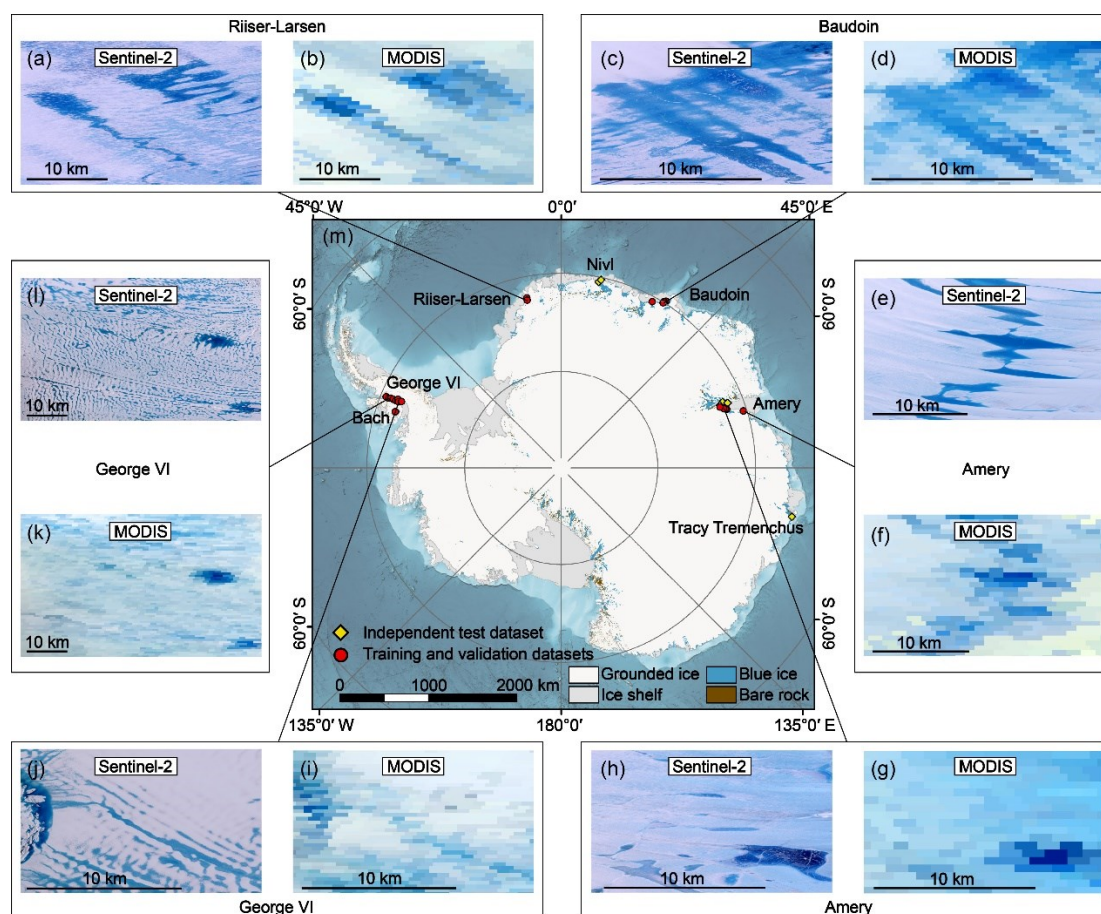 Riiser-Larsen
Baudoin
(a)
Sentinel-2
10 km
(b)
MODIS
10 km
(c)
Sentinel-2
10 km
(d)
MODIS
10 km
45°0′ W
0°0′
45°0′ E
(m)
Nivl
Riiser-Larsen
Baudoin
60°0′ S
60°0′ S
George VI
Bach
Amery
Tracy Tremenchus
60°0′ S
60°0′ S
Independent test dataset
Training and validation datasets
0 1000 2000 km
Grounded ice
Blue ice
Ice shelf
Bare rock
135°0′ W
180°0′
135°0′ E
(l)
Sentinel-2
10 km
George VI
(k)
MODIS
10 km
(e)
Sentinel-2
10 km
Amery
(f)
MODIS
10 km
(j)
Sentinel-2
10 km
(i)
MODIS
10 km
George VI
(h)
Sentinel-2
10 km
(g)
MODIS
10 km
Amery